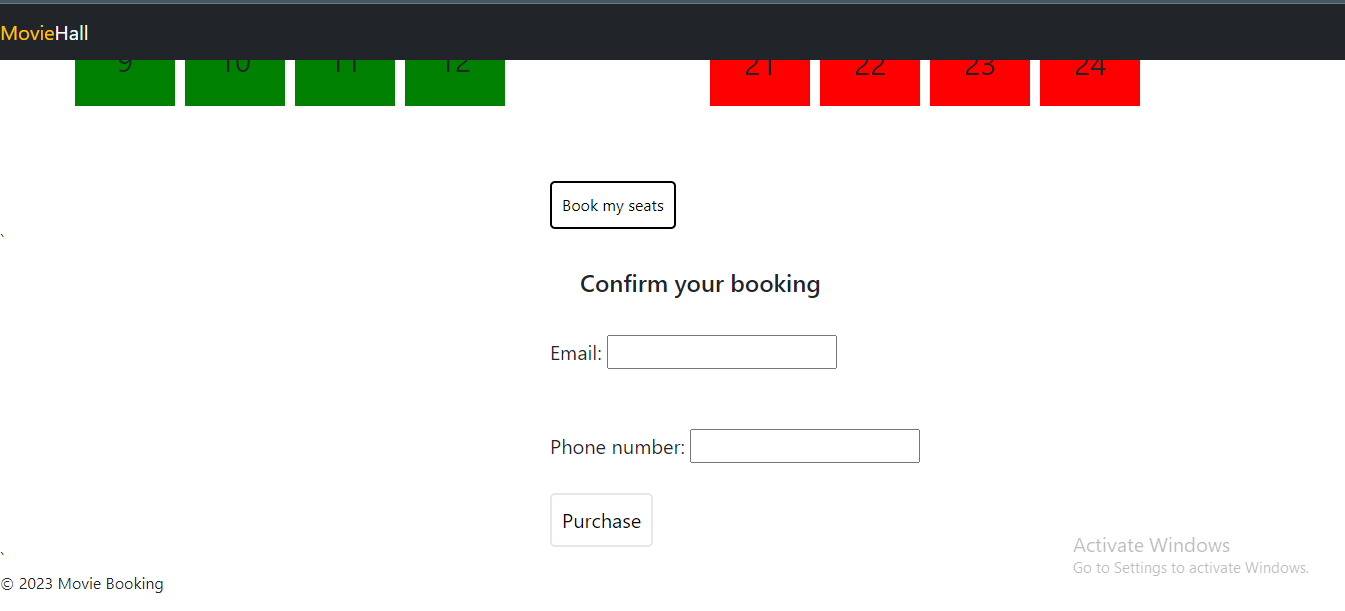 MovieHall
9 10 11 12 21 22 23 24
Book my seats
`
Confirm your booking
Email:
Phone number:
Purchase
Activate Windows
`
Go to Settings to activate Windows.
© 2023 Movie Booking